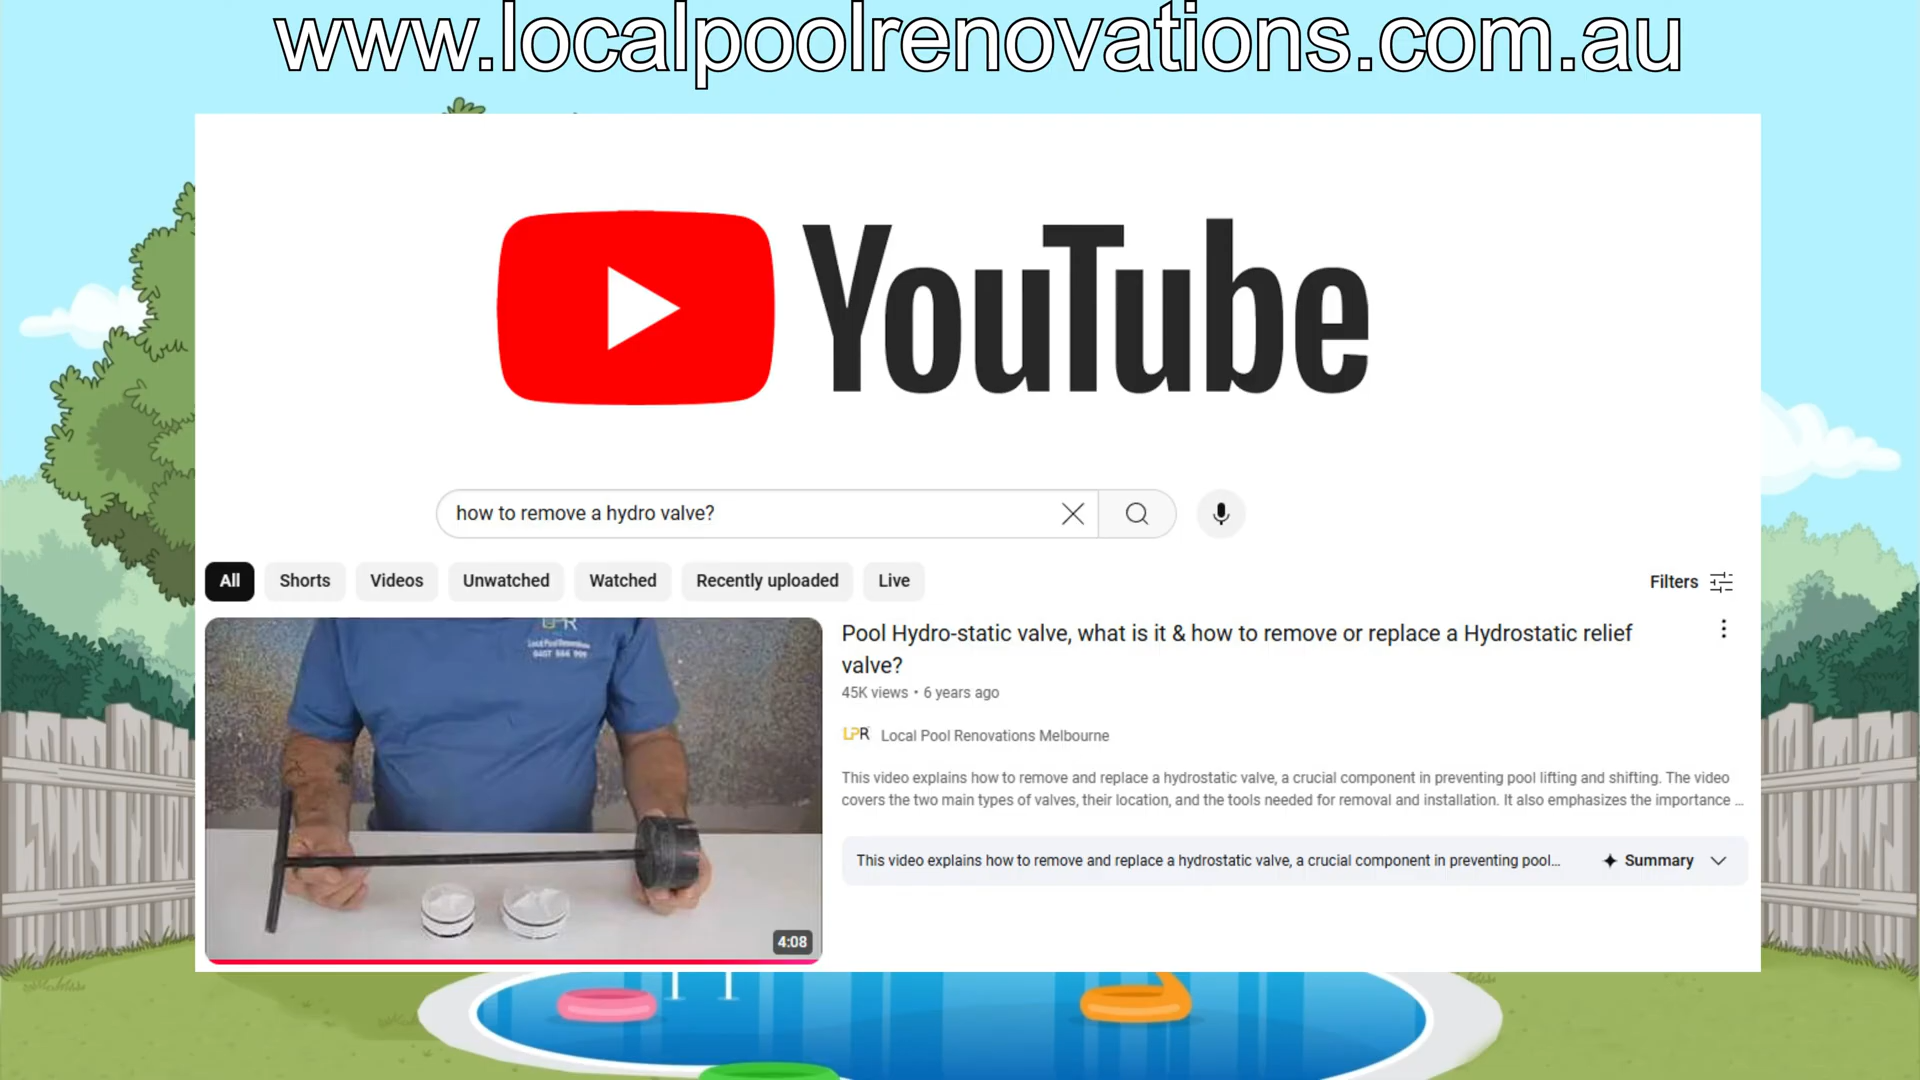 www.localpoolrenovations.com.au
YouTube
how to remove a hydro valve?
All Shorts Videos Unwatched Watched Recently uploaded Live Filters
Pool Hydro-static valve, what is it & how to remove or replace a Hydrostatic relief
valve?
45K views • 6 years ago
LPR Local Pool Renovations Melbourne
This video explains how to remove and replace a hydrostatic valve, a crucial component in preventing pool lifting and shifting. The video
covers the two main types of valves, their location, and the tools needed for removal and installation. It also emphasizes the importance ...
This video explains how to remove and replace a hydrostatic valve, a crucial component in preventing pool... Summary
LPR
Local Pool Renovations
4:08